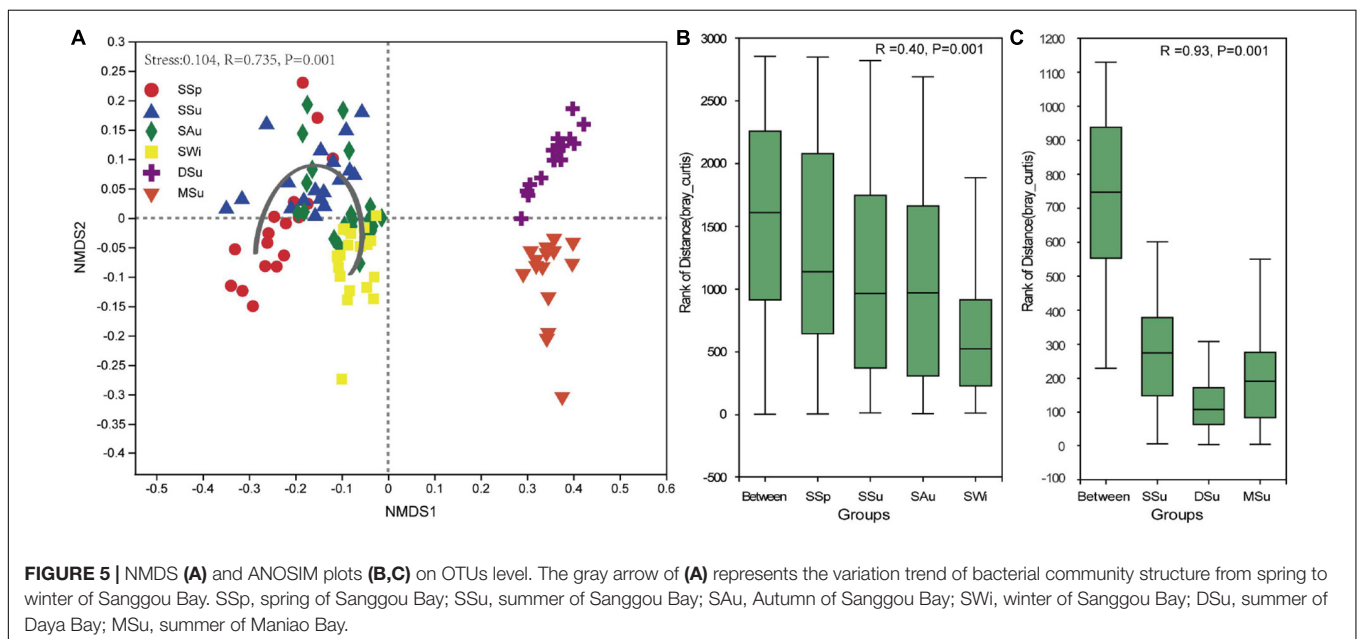 A
Stress:0.104, R=0.735, P=0.001
SSp
SSu
SAu
SWi
DSu
MSu
NMDS2
0.3
0.25
0.2
0.15
0.1
0.05
0
-0.05
-0.1
-0.15
-0.2
-0.25
-0.3
-0.35
-0.4
-0.5 -0.4 -0.3 -0.2 -0.1 0 0.1 0.2 0.3 0.4 0.5 0.6
NMDS1
B
R =0.40, P=0.001
Rank of Distance(bray_curtis)
3000
2500
2000
1500
1000
500
0
-500
Between SSp SSu SAu SWi
Groups
C
R =0.93, P=0.001
Rank of Distance(bray_curtis)
1200
1100
1000
900
800
700
600
500
400
300
200
100
0
-100
Between SSu DSu MSu
Groups
FIGURE 5 | NMDS (A) and ANOSIM plots (B,C) on OTUs level. The gray arrow of (A) represents the variation trend of bacterial community structure from spring to
winter of Sanggou Bay. SSp, spring of Sanggou Bay; SSu, summer of Sanggou Bay; SAu, Autumn of Sanggou Bay; SWi, winter of Sanggou Bay; DSu, summer of
Daya Bay; MSu, summer of Maniao Bay.